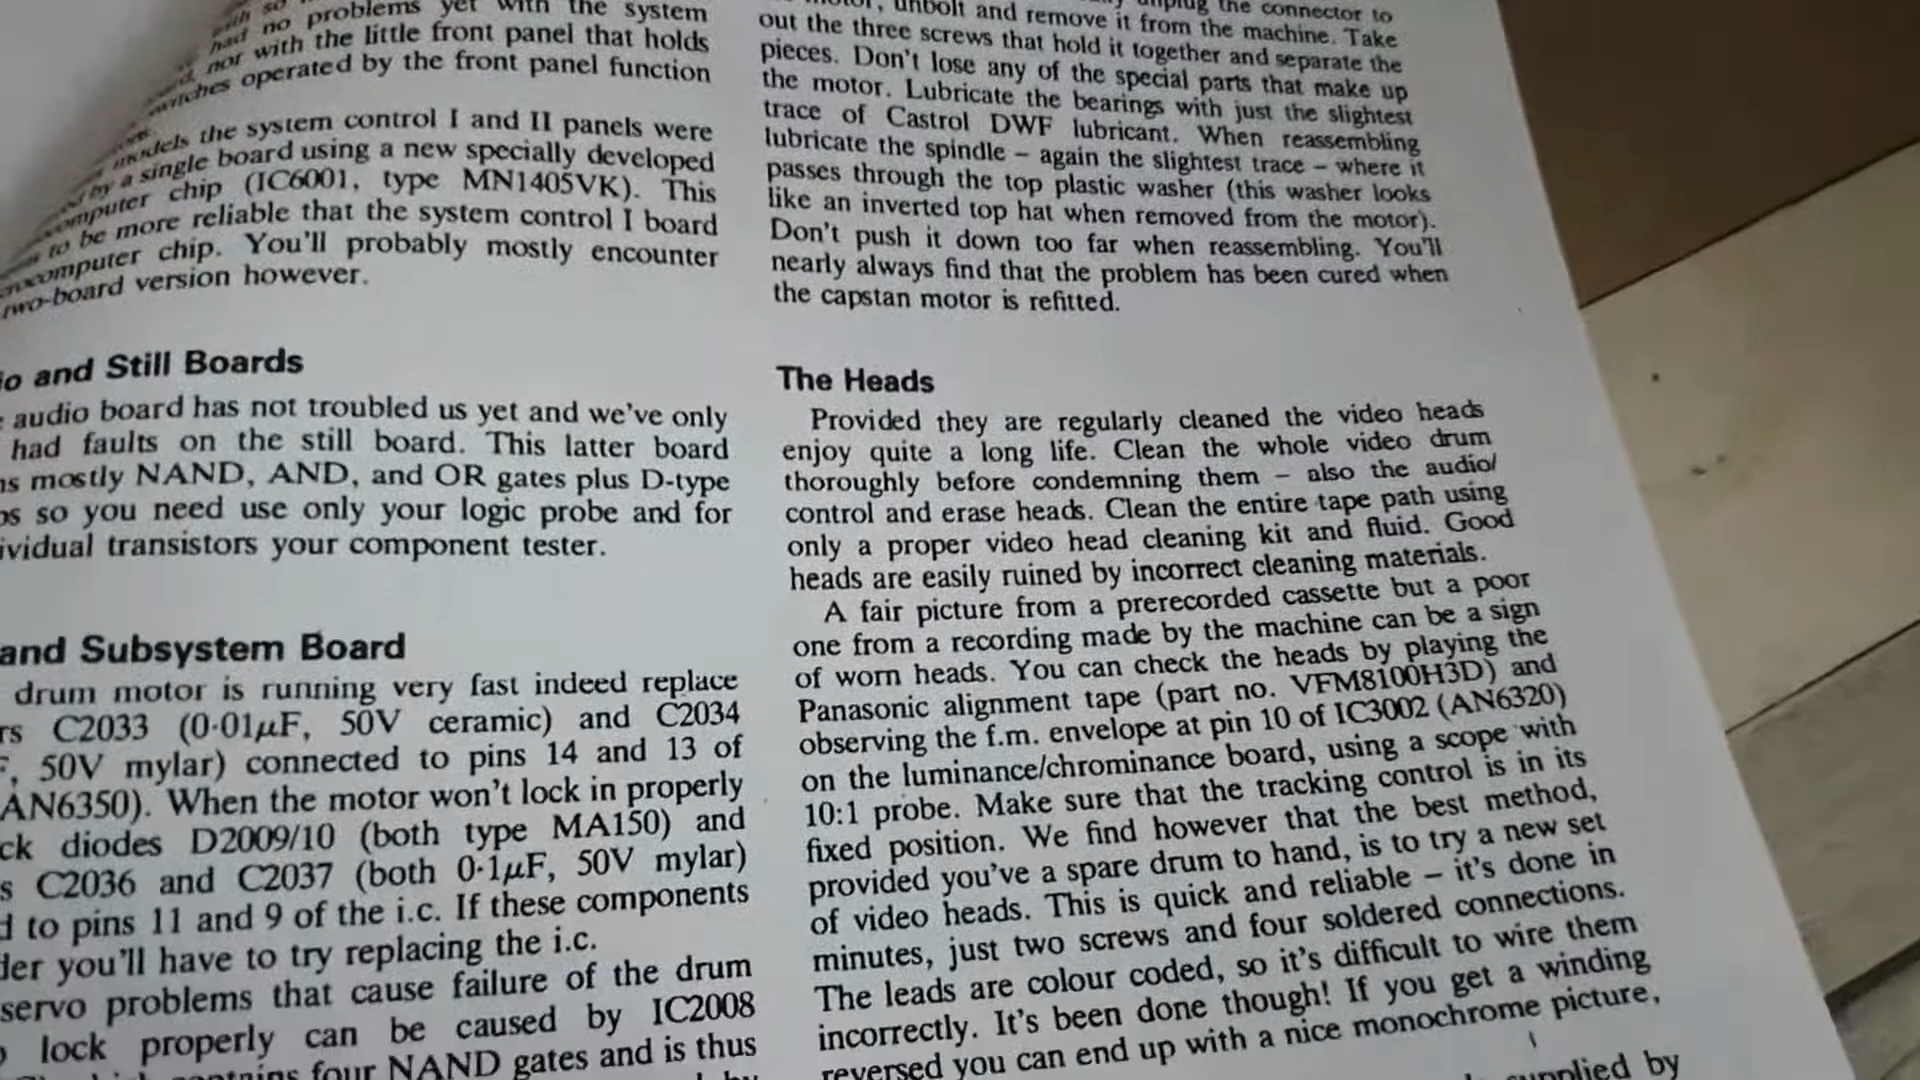 no problems yet with the system
had
nor with the little front panel that holds
switches operated by the front panel function
models the system control I and II panels were
by a single board using a new specially developed
computer chip (IC6001, type MN1405VK). This
to be more reliable that the system control I board
computer chip. You'll probably mostly encounter
two-board version however.
and Still Boards
audio board has not troubled us yet and we've only
had faults on the still board. This latter board
mostly NAND, AND, and OR gates plus D-type
so you need use only your logic probe and for
transistors your component tester.
and Subsystem Board
drum motor is running very fast indeed replace
C2033 (0·01µF, 50V ceramic) and C2034
50V mylar) connected to pins 14 and 13 of
AN6350). When the motor won't lock in properly
diodes D2009/10 (both type MA150) and
C2036 and C2037 (both 0·1µF, 50V mylar)
to pins 11 and 9 of the i.c. If these components
you'll have to try replacing the i.c.
servo problems that cause failure of the drum
lock properly can be caused by IC2008
four NAND gates and is thus
unplug the connector to
unbolt and remove it from the machine. Take
out the three screws that hold it together and separate the
pieces. Don't lose any of the special parts that make up
the motor. Lubricate the bearings with just the slightest
trace of Castrol DWF lubricant. When reassembling
lubricate the spindle – again the slightest trace – where it
passes through the top plastic washer (this washer looks
like an inverted top hat when removed from the motor).
Don't push it down too far when reassembling. You'll
nearly always find that the problem has been cured when
the capstan motor is refitted.
The Heads
Provided they are regularly cleaned the video heads
enjoy quite a long life. Clean the whole video drum
thoroughly before condemning them – also the audio/
control and erase heads. Clean the entire tape path using
only a proper video head cleaning kit and fluid. Good
heads are easily ruined by incorrect cleaning materials.
A fair picture from a prerecorded cassette but a poor
one from a recording made by the machine can be a sign
of worn heads. You can check the heads by playing the
Panasonic alignment tape (part no. VFM8100H3D) and
observing the f.m. envelope at pin 10 of IC3002 (AN6320)
on the luminance/chrominance board, using a scope with
10:1 probe. Make sure that the tracking control is in its
fixed position. We find however that the best method,
provided you've a spare drum to hand, is to try a new set
of video heads. This is quick and reliable – it's done in
minutes, just two screws and four soldered connections.
The leads are colour coded, so it's difficult to wire them
incorrectly. It's been done though! If you get a winding
reversed you can end up with a nice monochrome picture,
supplied by